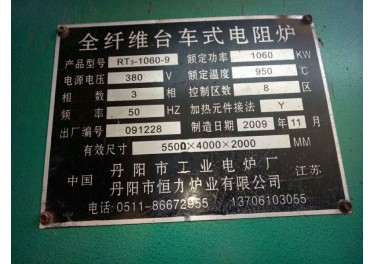 全纤维台车式电阻炉
产品型号 RT3-1060-9 额定功率 1060 KW
电源电压 380 V 额定温度 950 ℃
相数 3 相 控制区数 8 区
频率 50 HZ 加热元件接法 Y
出厂编号 091228 制造日期 2009 年 11 月
有效尺寸 5500×4000×2000 MM
中国 丹阳市工业电炉厂 江苏
丹阳市恒力炉业有限公司
电话:0511-86672955 13706103055